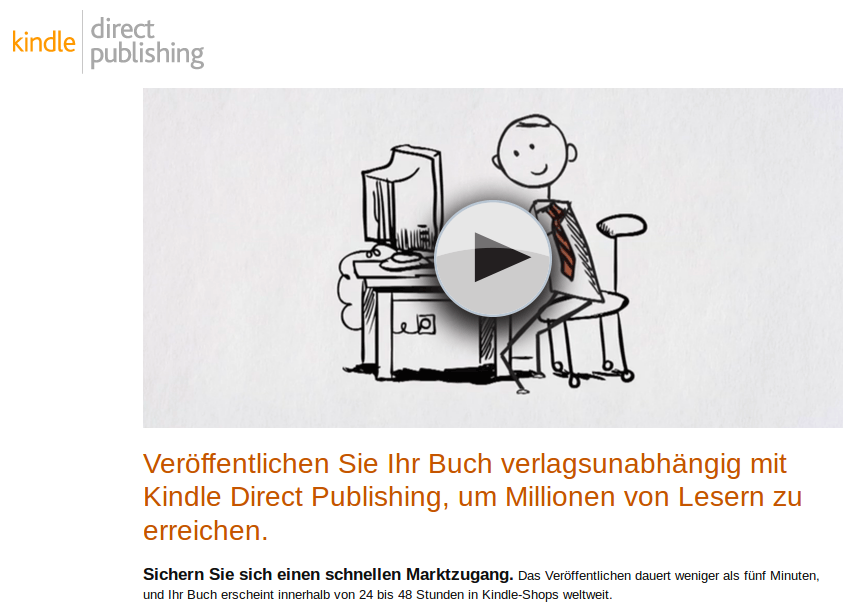 kindle direct publishing
Veröffentlichen Sie Ihr Buch verlagsunabhängig mit
Kindle Direct Publishing, um Millionen von Lesern zu
erreichen.
Sichern Sie sich einen schnellen Marktzugang. Das Veröffentlichen dauert weniger als fünf Minuten,
und Ihr Buch erscheint innerhalb von 24 bis 48 Stunden in Kindle-Shops weltweit.